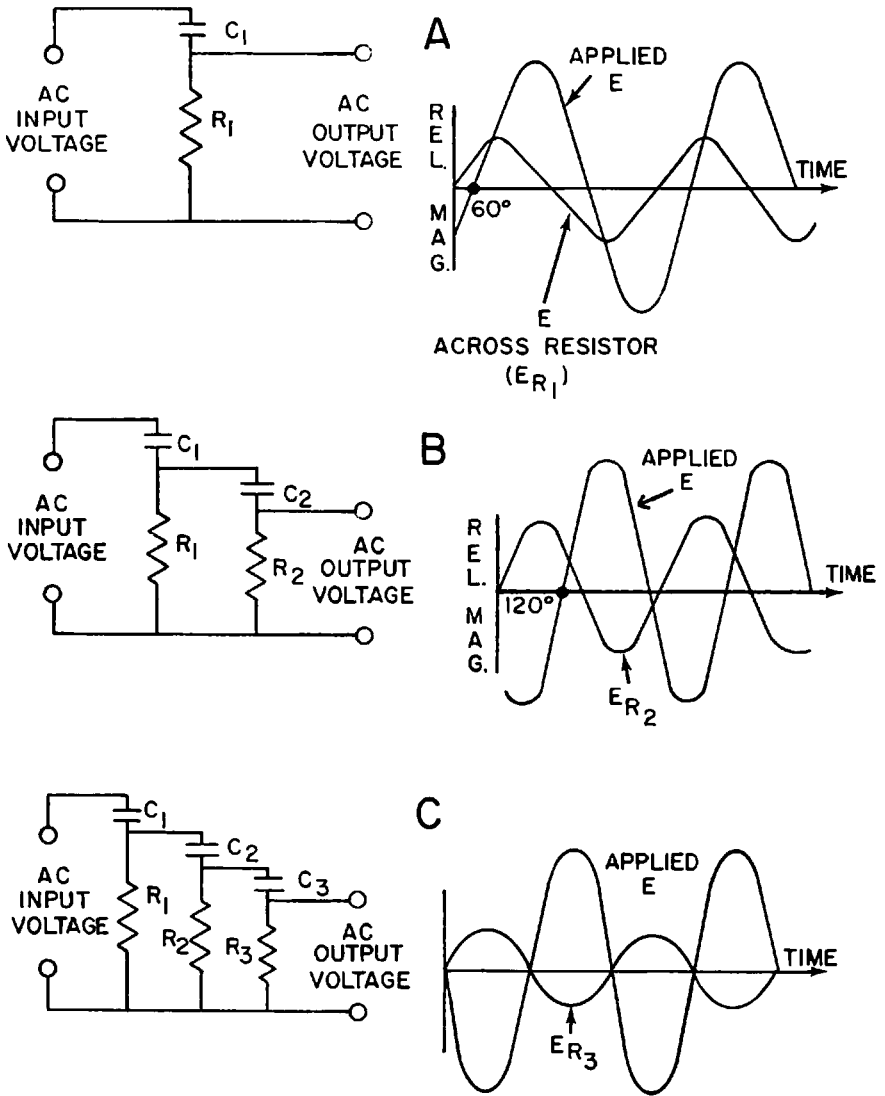 C1
A
AC
INPUT
VOLTAGE
R1
AC
OUTPUT
VOLTAGE
APPLIED
E
REL. MAG.
TIME
60°
E
ACROSS RESISTOR
(ER1)
C1
B
C2
AC
INPUT
VOLTAGE
R1
R2
AC
OUTPUT
VOLTAGE
APPLIED
E
REL. MAG.
TIME
120°
ER2
C1
C
C2
C3
AC
INPUT
VOLTAGE
R1
R2
R3
AC
OUTPUT
VOLTAGE
APPLIED
E
TIME
ER3